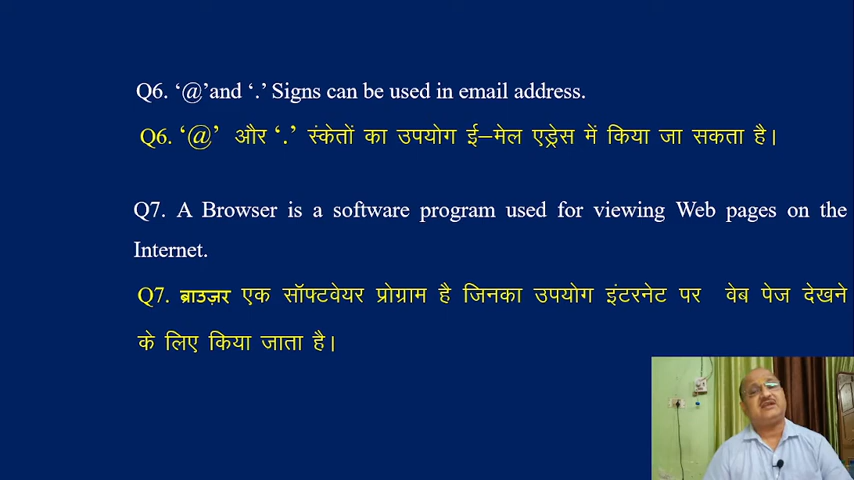 Q6. ‘@’and ‘.’ Signs can be used in email address.
Q6. ‘@’ और ‘.’ संकेतों का उपयोग ई–मेल एड्रेस में किया जा सकता है।
Q7. A Browser is a software program used for viewing Web pages on the
Internet.
Q7. ब्राउज़र एक सॉफ्टवेयर प्रोग्राम है जिनका उपयोग इंटरनेट पर वेब पेज देखने
के लिए किया जाता है।